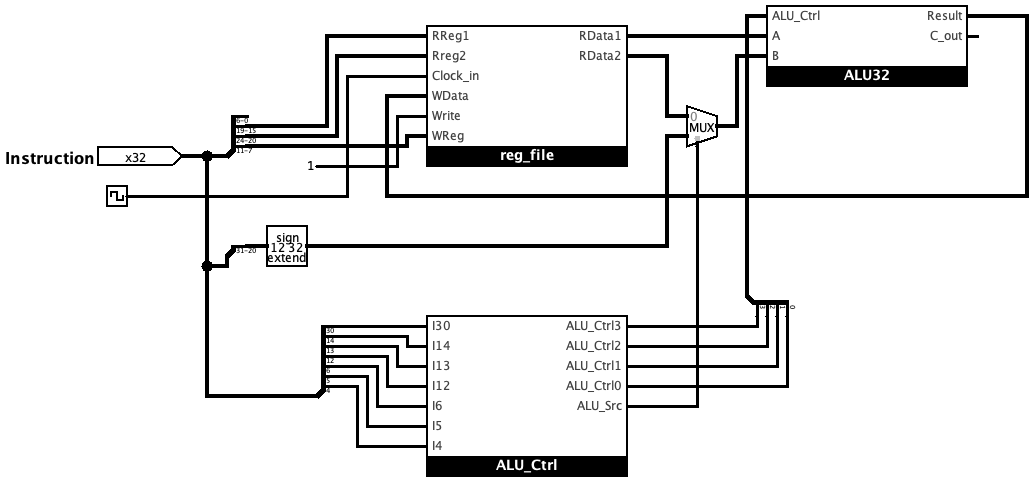 ALU_Ctrl Result
A C_out
B
ALU32
RReg1 RData1
Rreg2 RData2
Clock_in
WData
Write
WReg
reg_file
0
MUX
6-0
19-15
24-20
11-7
Instruction x32
1
31-20
sign
12 32
extend
3 2 1 0
30
14
13
12
6
5
4
I30 ALU_Ctrl3
I14 ALU_Ctrl2
I13 ALU_Ctrl1
I12 ALU_Ctrl0
I6 ALU_Src
I5
I4
ALU_Ctrl